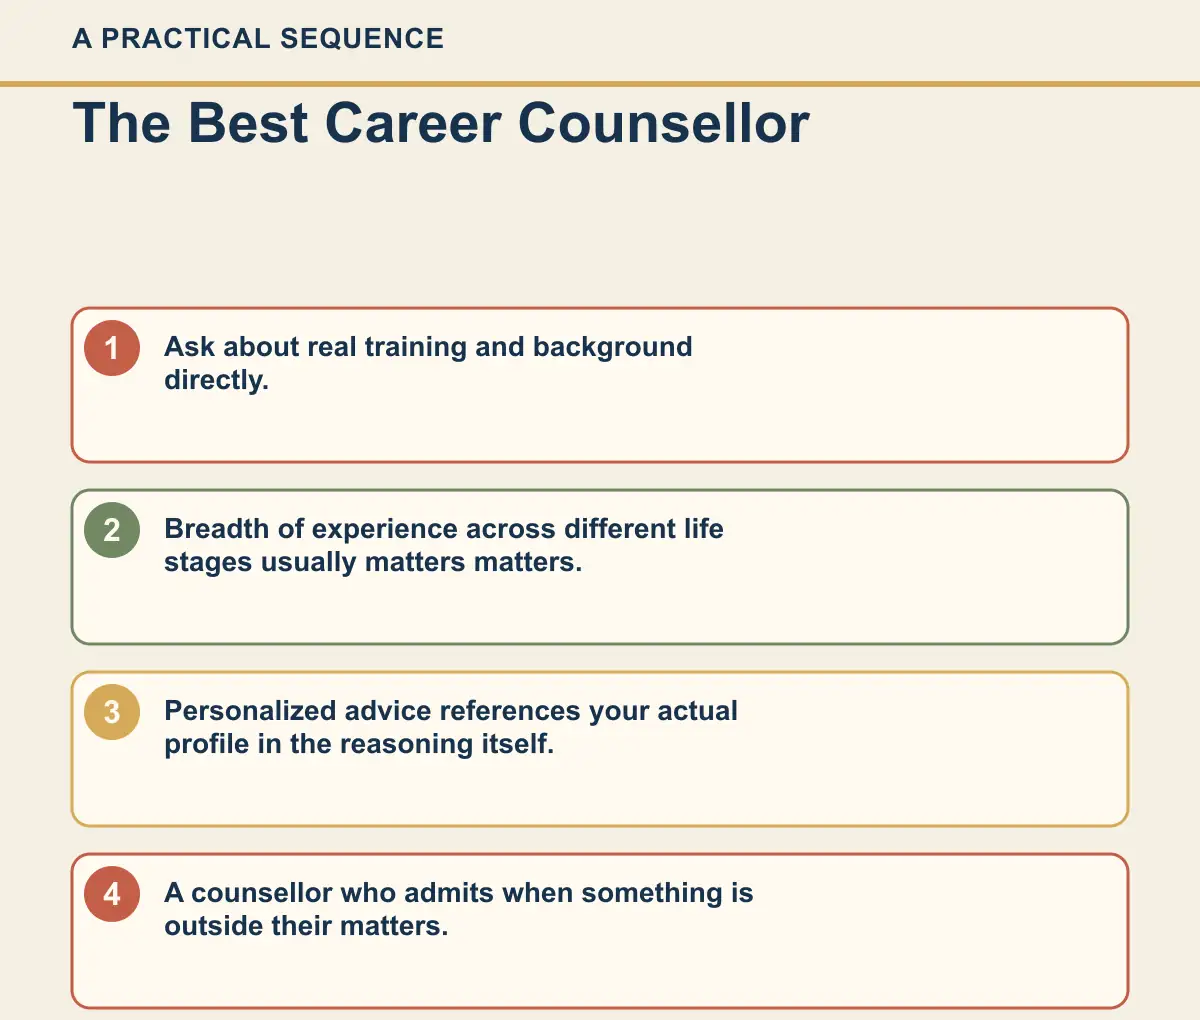 A PRACTICAL SEQUENCE
The Best Career Counsellor
1
Ask about real training and background
directly.
2
Breadth of experience across different life
stages usually matters matters.
3
Personalized advice references your actual
profile in the reasoning itself.
4
A counsellor who admits when something is
outside their matters.